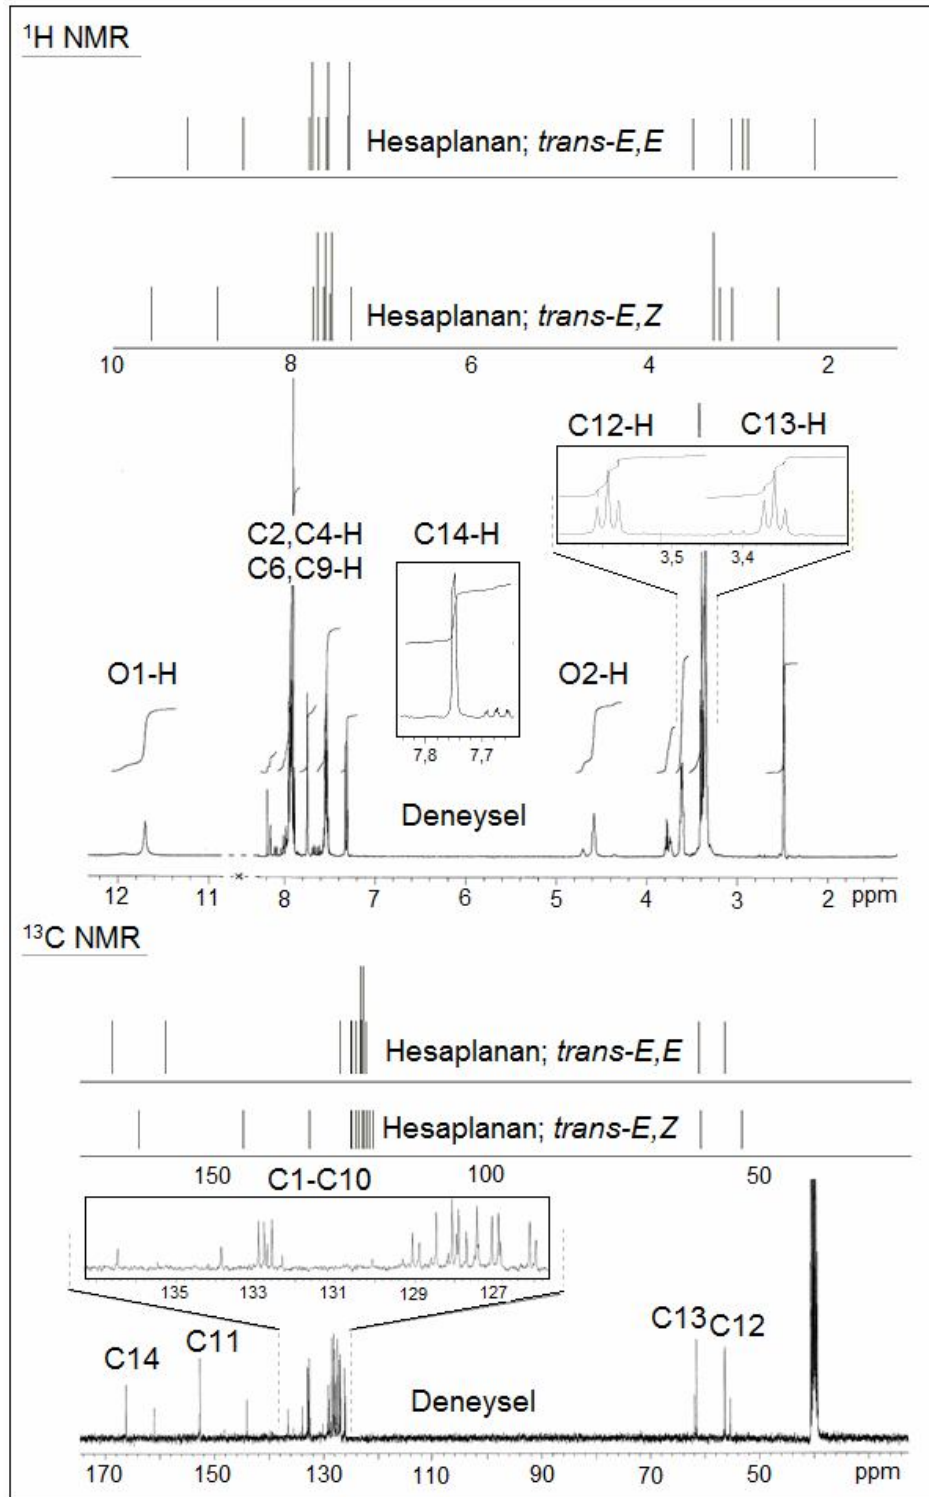 ¹H NMR
Hesaplanan; trans-E,E
Hesaplanan; trans-E,Z
10 8 6 4 2
C12-H C13-H
3,5 3,4
C2,C4-H C14-H
C6,C9-H
O1-H O2-H
7,8 7,7
Deneysel
12 11 8 7 6 5 4 3 2 ppm
¹³C NMR
Hesaplanan; trans-E,E
Hesaplanan; trans-E,Z
150 100 50
C1-C10
135 133 131 129 127
C14 C11 C13 C12
Deneysel
170 150 130 110 90 70 50 ppm